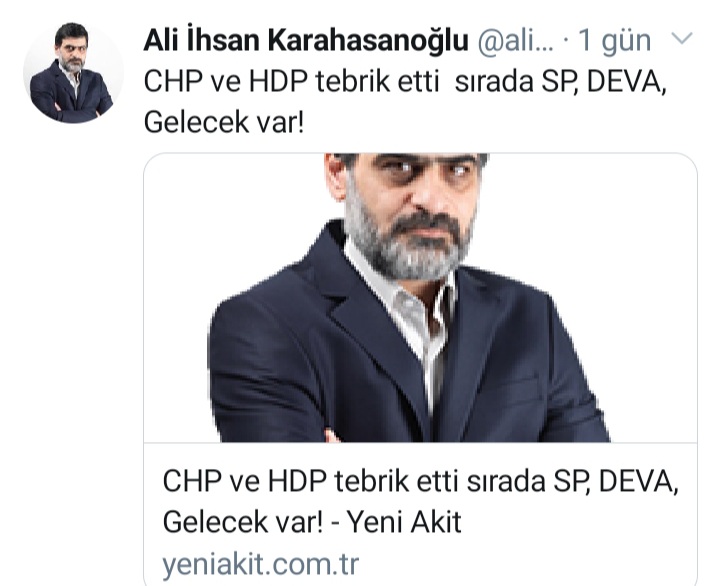 Ali İhsan Karahasanoğlu @ali... · 1 gün
CHP ve HDP tebrik etti  sırada SP, DEVA,
Gelecek var!
CHP ve HDP tebrik etti sırada SP, DEVA,
Gelecek var! - Yeni Akit
yeniakit.com.tr